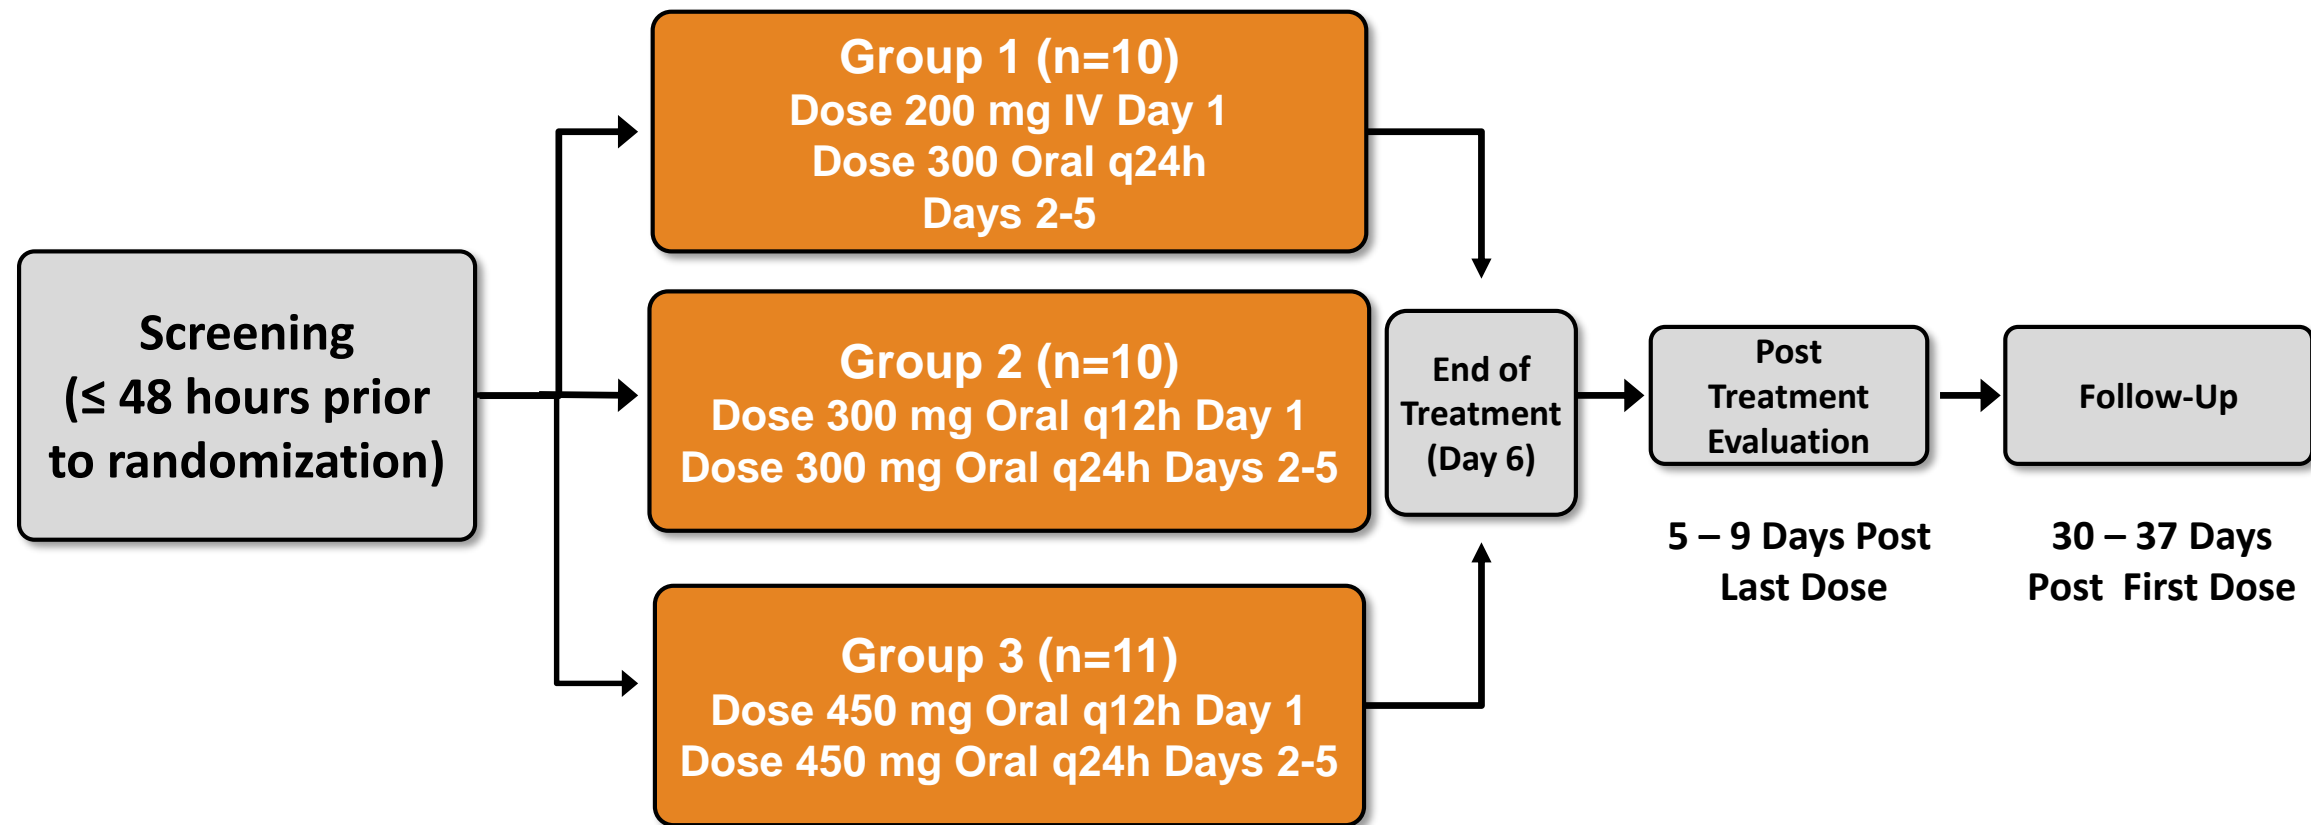 Screening
(≤ 48 hours prior
to randomization)
Group 1 (n=10)
Dose 200 mg IV Day 1
Dose 300 Oral q24h
Days 2-5
Group 2 (n=10)
Dose 300 mg Oral q12h Day 1
Dose 300 mg Oral q24h Days 2-5
Group 3 (n=11)
Dose 450 mg Oral q12h Day 1
Dose 450 mg Oral q24h Days 2-5
End of
Treatment
(Day 6)
Post
Treatment
Evaluation
5 – 9 Days Post
Last Dose
Follow-Up
30 – 37 Days
Post  First Dose